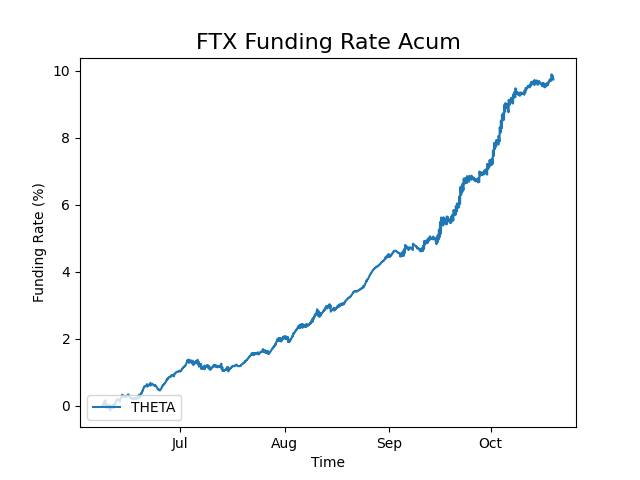 FTX Funding Rate Acum
Funding Rate (%)
10
8
6
4
2
0
THETA
Jul Aug Sep Oct
Time